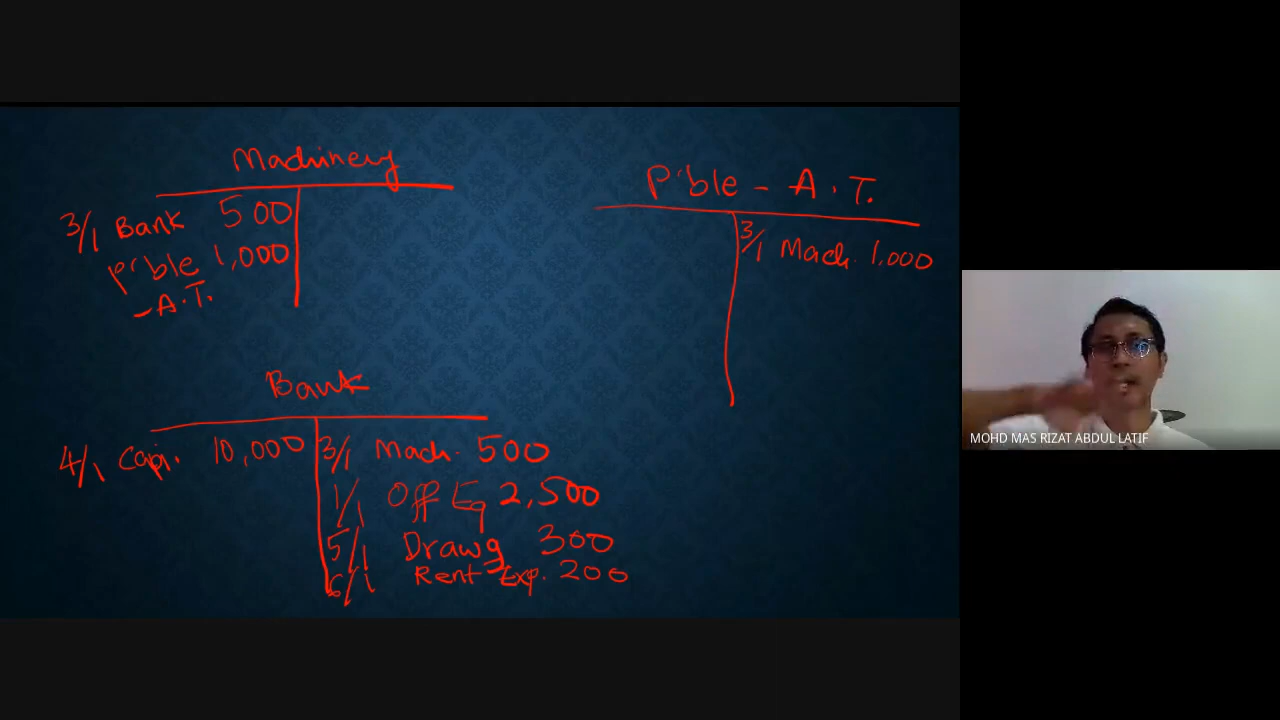 Machinery
3/1 Bank 500
P'ble 1,000
- A.T.
P'ble - A.T.
3/1 Mach. 1,000
Bank
4/1 Capi. 10,000
3/1 Mach. 500
1/1 Off Eq 2,500
5/1 Drawg 300
6/1 Rent Exp. 200
MOHD MAS RIZAT ABDUL LATIF